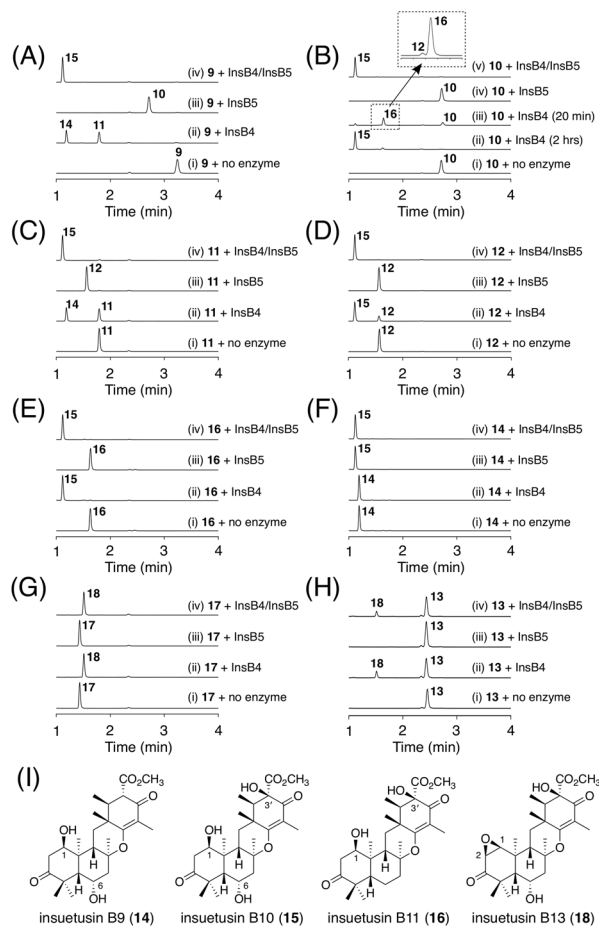 (A)
15
(iv) 9 + InsB4/InsB5
10
(iii) 9 + InsB5
14 11
(ii) 9 + InsB4
9
(i) 9 + no enzyme
1 2 3 4
Time (min)
(B)
16
12
15
(v) 10 + InsB4/InsB5
10
(iv) 10 + InsB5
16 10
(iii) 10 + InsB4 (20 min)
15
(ii) 10 + InsB4 (2 hrs)
10
(i) 10 + no enzyme
1 2 3 4
Time (min)
(C)
15
(iv) 11 + InsB4/InsB5
12
(iii) 11 + InsB5
14 11
(ii) 11 + InsB4
11
(i) 11 + no enzyme
1 2 3 4
Time (min)
(D)
15
(iv) 12 + InsB4/InsB5
12
(iii) 12 + InsB5
15 12
(ii) 12 + InsB4
12
(i) 12 + no enzyme
1 2 3 4
Time (min)
(E)
15
(iv) 16 + InsB4/InsB5
16
(iii) 16 + InsB5
15
(ii) 16 + InsB4
16
(i) 16 + no enzyme
1 2 3 4
Time (min)
(F)
15
(iv) 14 + InsB4/InsB5
15
(iii) 14 + InsB5
14
(ii) 14 + InsB4
14
(i) 14 + no enzyme
1 2 3 4
Time (min)
(G)
18
(iv) 17 + InsB4/InsB5
17
(iii) 17 + InsB5
18
(ii) 17 + InsB4
17
(i) 17 + no enzyme
1 2 3 4
Time (min)
(H)
18 13
(iv) 13 + InsB4/InsB5
13
(iii) 13 + InsB5
18 13
(ii) 13 + InsB4
13
(i) 13 + no enzyme
1 2 3 4
Time (min)
(I)
CO2CH3
O
OH
1
H
O
O
H
6
OH
insuetusin B9 (14)
CO2CH3
HO
3'
O
OH
1
H
O
O
H
6
OH
insuetusin B10 (15)
CO2CH3
HO
3'
O
OH
1
H
O
O
H
insuetusin B11 (16)
CO2CH3
HO
3'
O
O
1
2
H
O
O
H
OH
insuetusin B13 (18)